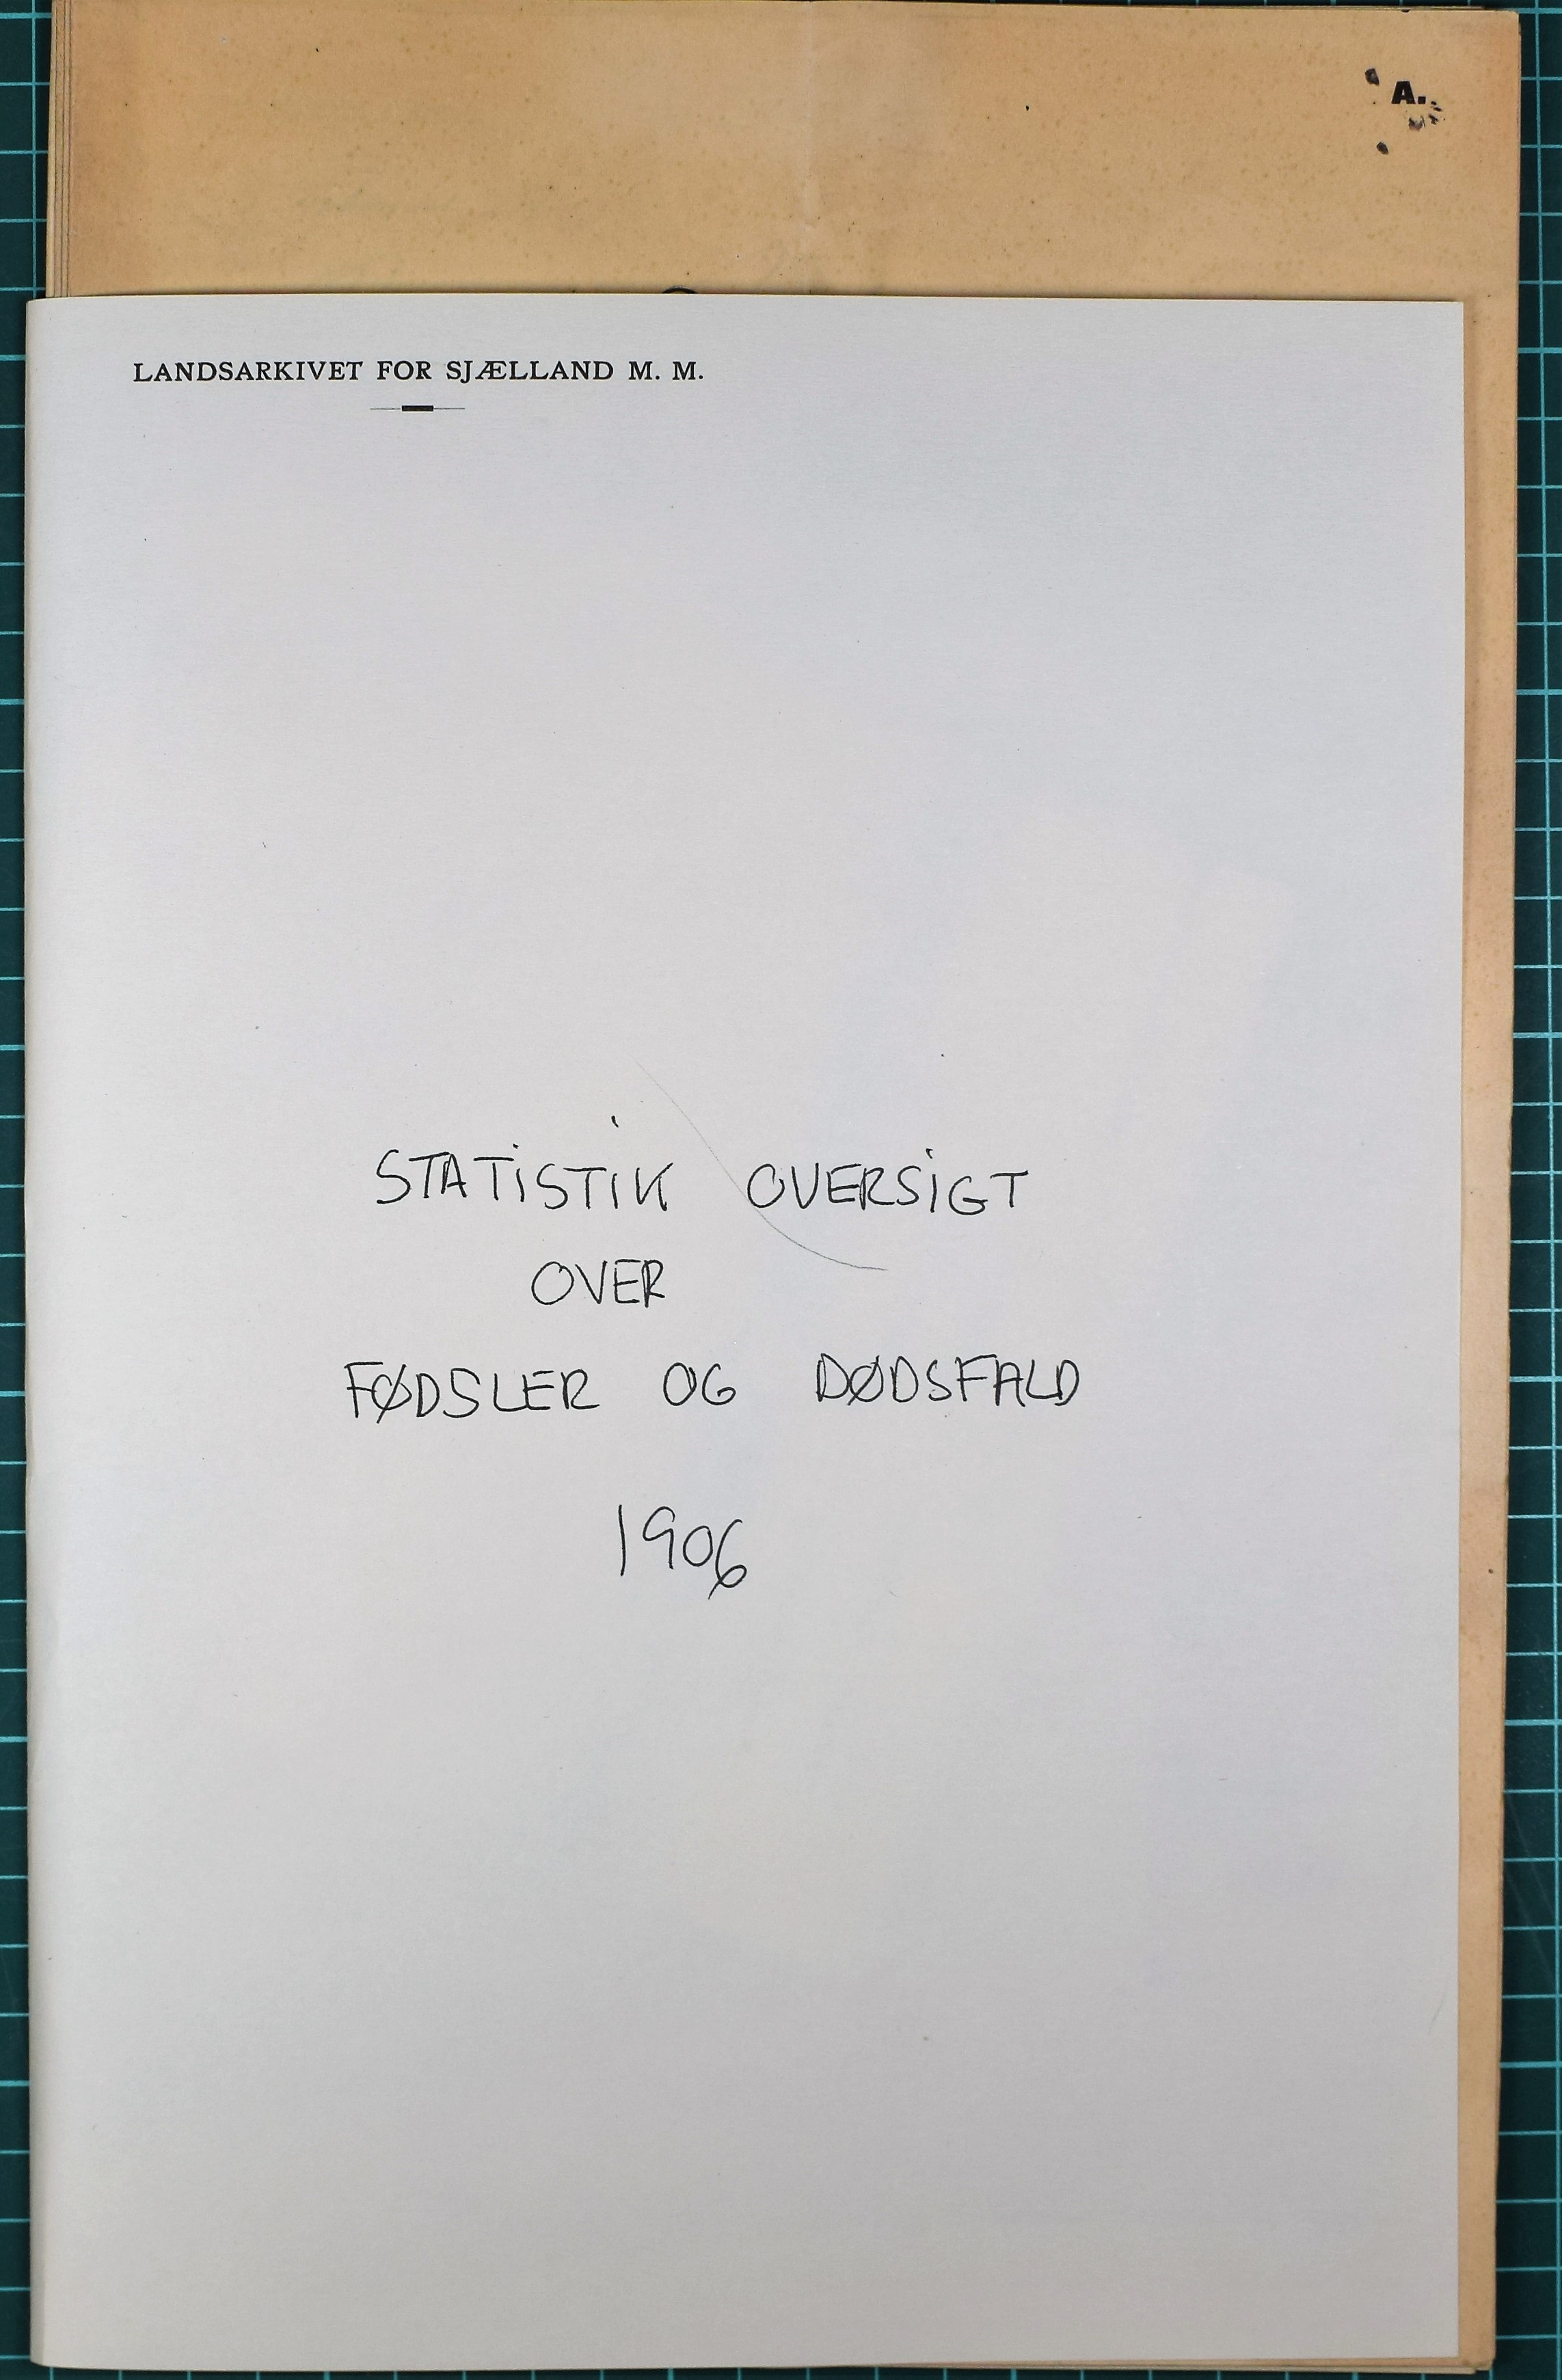 A.
LANDSARKIVET FOR SJÆLLAND M. M.
STATISTIK OVERSIGT
OVER
FØDSLER OG DØDSFALD
1906